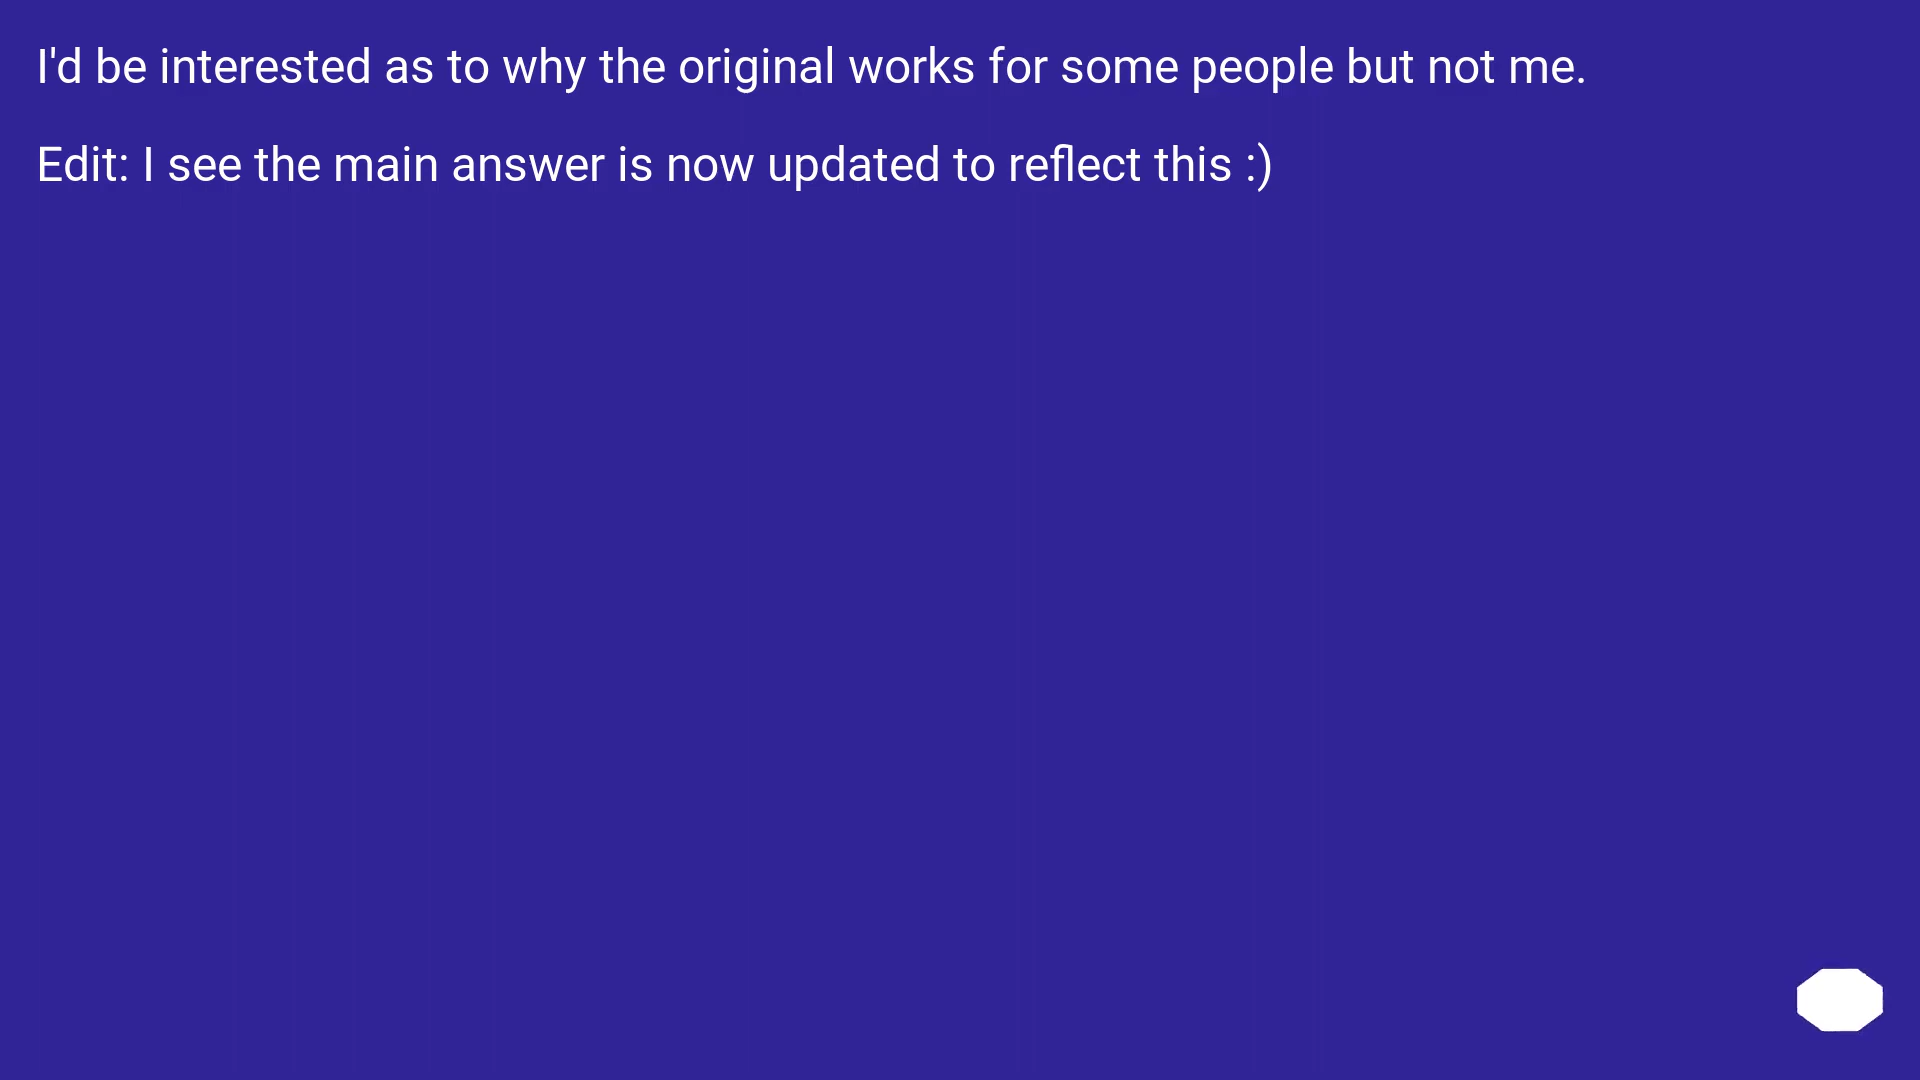 I'd be interested as to why the original works for some people but not me.
Edit: I see the main answer is now updated to reflect this :)